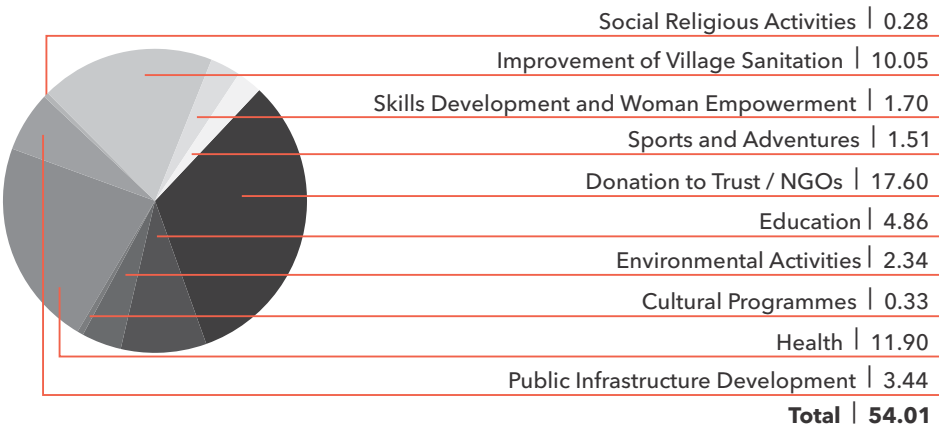 Social Religious Activities | 0.28
Improvement of Village Sanitation | 10.05
Skills Development and Woman Empowerment | 1.70
Sports and Adventures | 1.51
Donation to Trust / NGOs | 17.60
Education | 4.86
Environmental Activities | 2.34
Cultural Programmes | 0.33
Health | 11.90
Public Infrastructure Development | 3.44
Total | 54.01